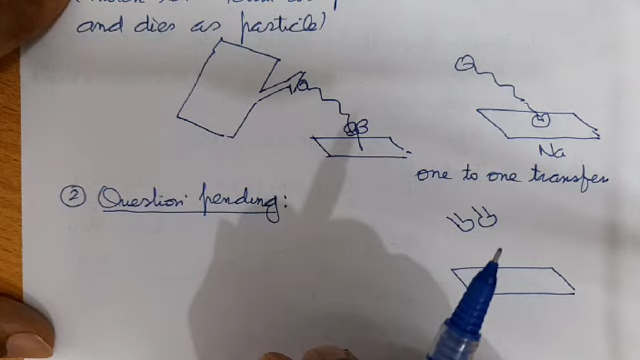 and dies as particle)
Na
one to one transfer
② Question pending: